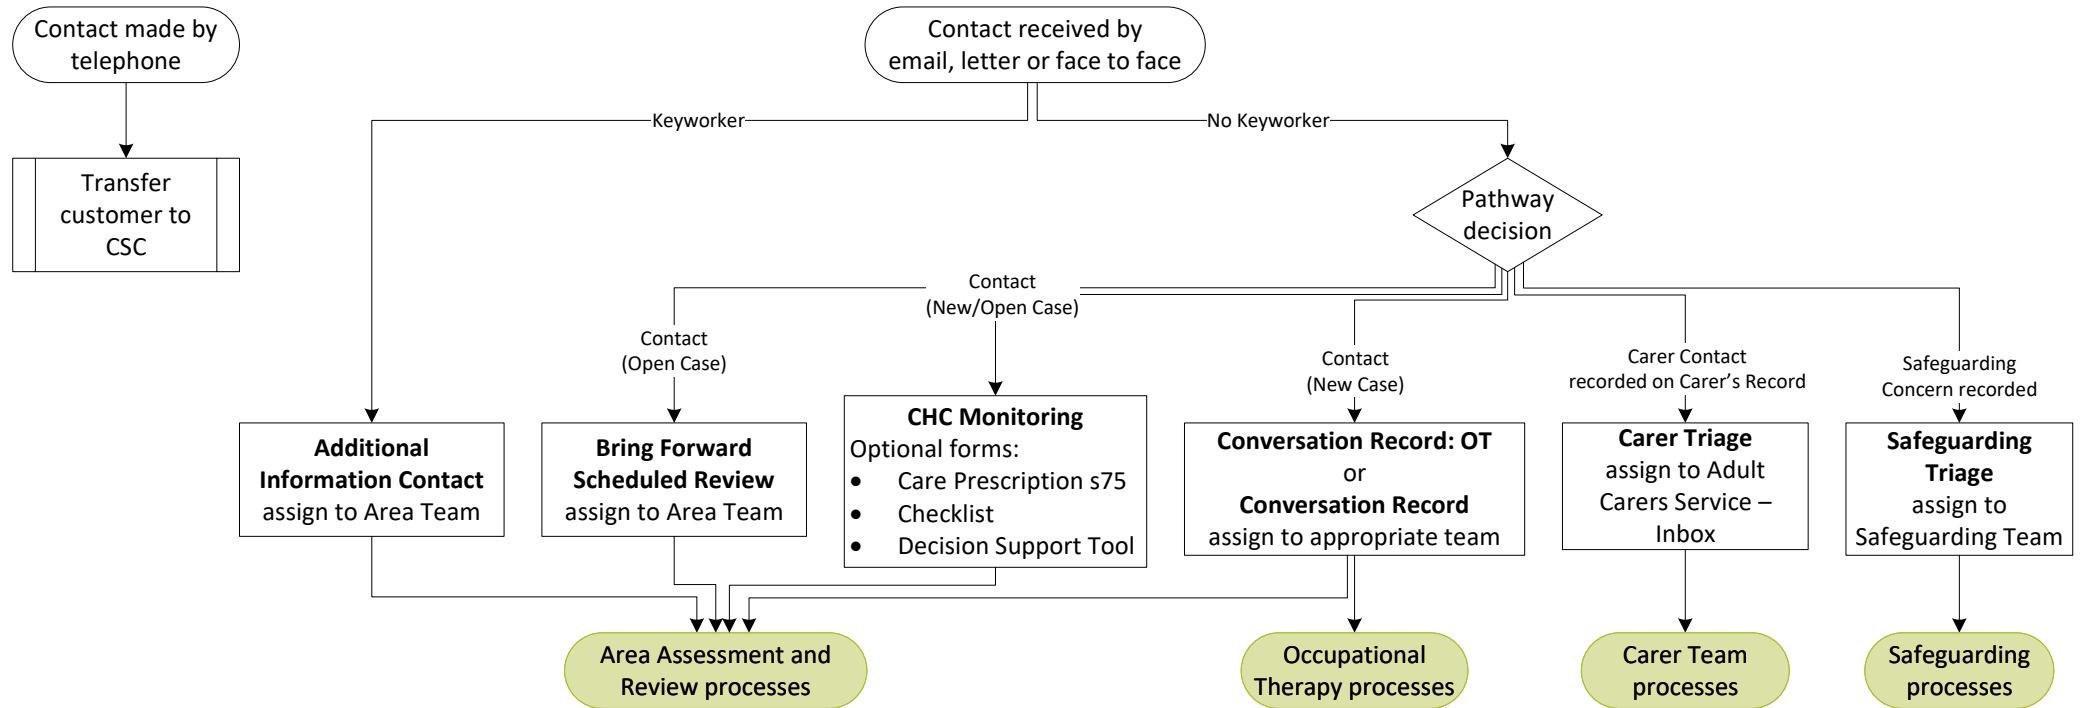 Contact made by
telephone
Contact received by
email, letter or face to face
Keyworker
No Keyworker
Transfer
customer to
CSC
Pathway
decision
Contact
(New/Open Case)
Contact
(Open Case)
Contact
(New Case)
Carer Contact
recorded on Carer’s Record
Safeguarding
Concern recorded
Additional
Information Contact
assign to Area Team
Bring Forward
Scheduled Review
assign to Area Team
CHC Monitoring
Optional forms:
• Care Prescription s75
• Checklist
• Decision Support Tool
Conversation Record: OT
or
Conversation Record
assign to appropriate team
Carer Triage
assign to Adult
Carers Service –
Inbox
Safeguarding
Triage
assign to
Safeguarding Team
Area Assessment and
Review processes
Occupational
Therapy processes
Carer Team
processes
Safeguarding
processes